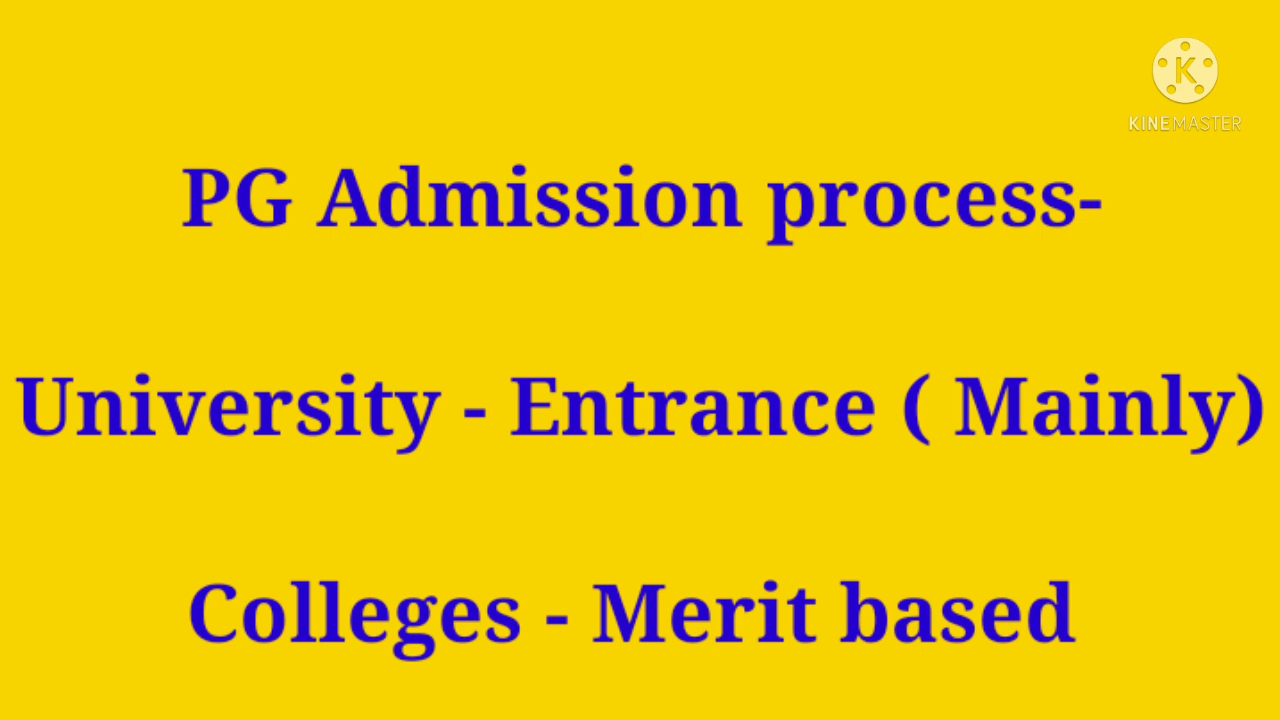 KINEMASTER
PG Admission process-
University - Entrance ( Mainly)
Colleges - Merit based